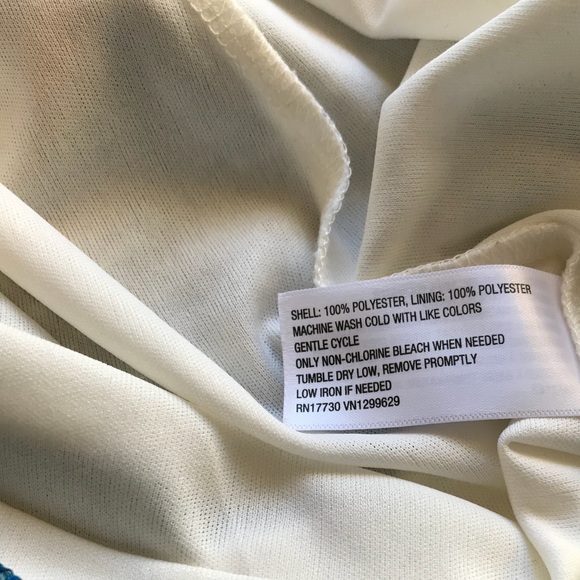 SHELL: 100% POLYESTER, LINING: 100% POLYESTER
MACHINE WASH COLD WITH LIKE COLORS
GENTLE CYCLE
ONLY NON-CHLORINE BLEACH WHEN NEEDED
TUMBLE DRY LOW, REMOVE PROMPTLY
LOW IRON IF NEEDED
RN17730 VN1299629